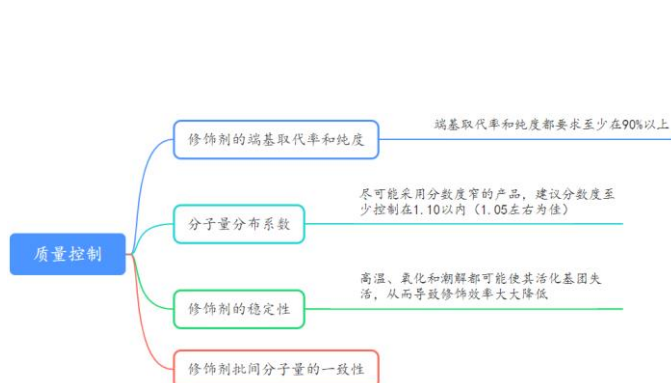 质量控制
修饰剂的端基取代率和纯度
端基取代率和纯度都要求至少在90%以上
分子量分布系数
尽可能采用分散度窄的产品，建议分散度至
少控制在1.10以内（1.05左右为佳）
修饰剂的稳定性
高温、氧化和潮解都可能使其活化基团失
活，从而导致修饰效率大大降低
修饰剂批间分子量的一致性